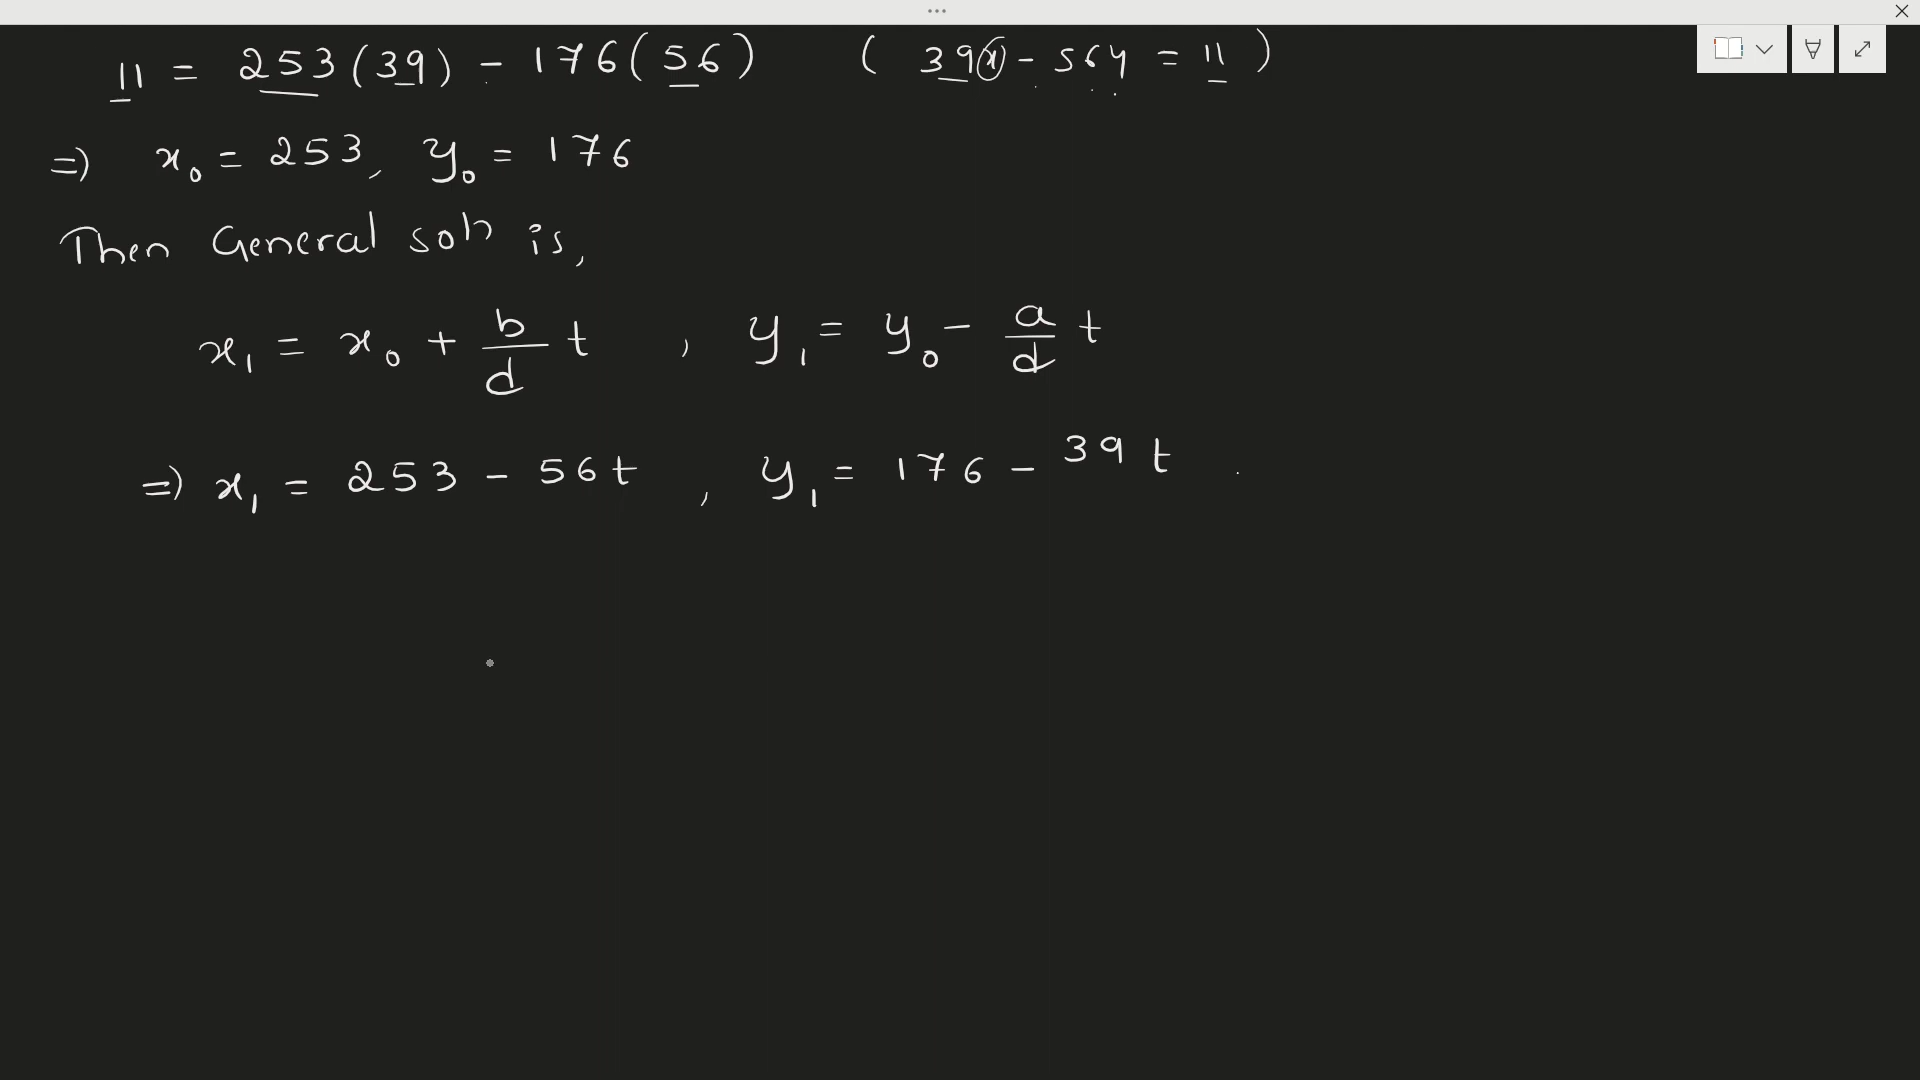 11 = 253(39) - 176(56) (39x - 56y = 11)
=> x₀ = 253, y₀ = 176
Then General soln is,
x₁ = x₀ + b/d t , y₁ = y₀ - a/d t
=> x₁ = 253 - 56t , y₁ = 176 - 39t